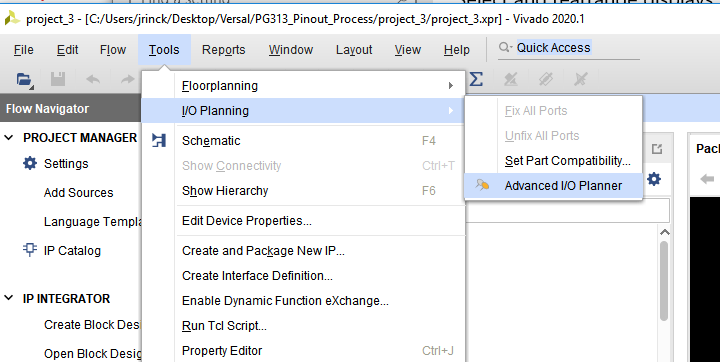 project_3 - [C:/Users/jrinck/Desktop/Versal/PG313_Pinout_Process/project_3/project_3.xpr] - Vivado 2020.1
File Edit Flow Tools Reports Window Layout View Help Quick Access
Floorplanning
I/O Planning
Schematic F4
Show Connectivity Ctrl+T
Show Hierarchy F6
Edit Device Properties...
Create and Package New IP...
Create Interface Definition...
Enable Dynamic Function eXchange...
Run Tcl Script...
Property Editor Ctrl+J
Fix All Ports
Unfix All Ports
Set Part Compatibility...
Advanced I/O Planner
Flow Navigator
PROJECT MANAGER
Settings
Add Sources
Language Templa
IP Catalog
IP INTEGRATOR
Create Block Des
Open Block Desig
Pac